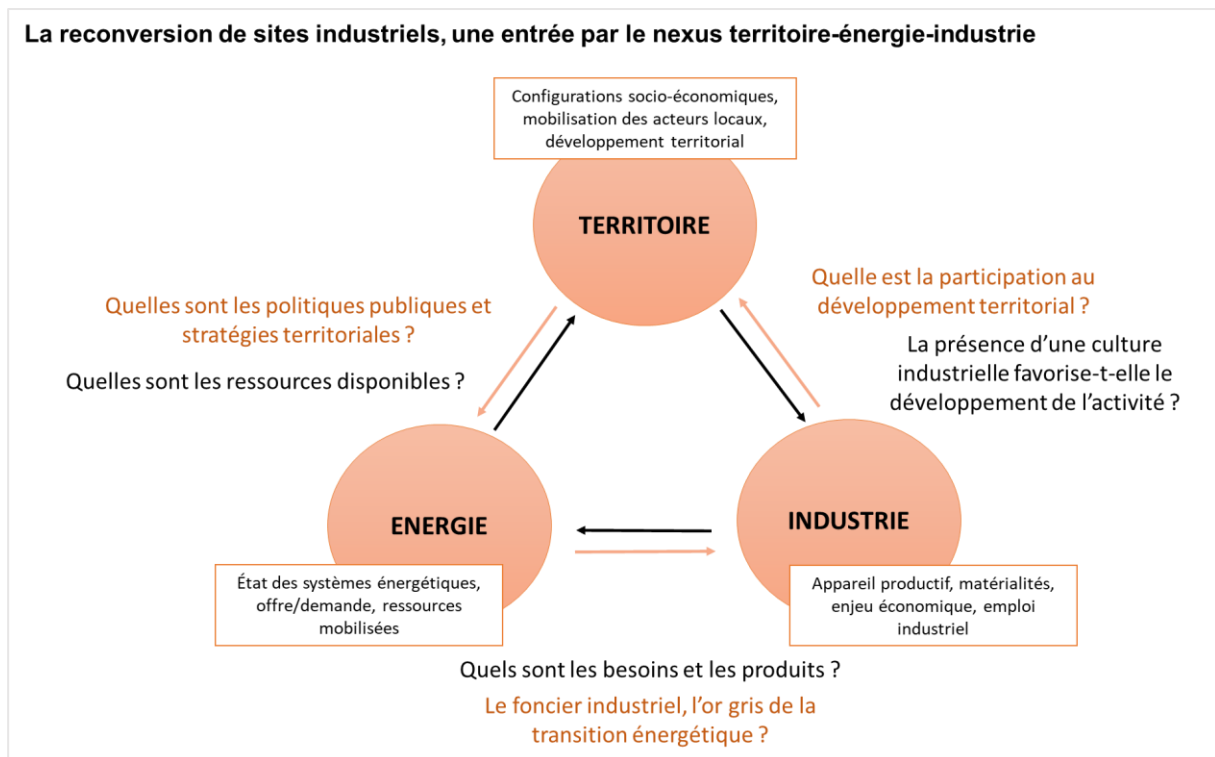 La reconversion de sites industriels, une entrée par le nexus territoire-énergie-industrie
Configurations socio-économiques,
mobilisation des acteurs locaux,
développement territorial
TERRITOIRE
Quelles sont les politiques publiques et
stratégies territoriales ?
Quelles sont les ressources disponibles ?
Quelle est la participation au
développement territorial ?
La présence d’une culture
industrielle favorise-t-elle le
développement de l’activité ?
ENERGIE
État des systèmes énergétiques,
offre/demande, ressources
mobilisées
INDUSTRIE
Appareil productif, matérialités,
enjeu économique, emploi
industriel
Quels sont les besoins et les produits ?
Le foncier industriel, l’or gris de la
transition énergétique ?